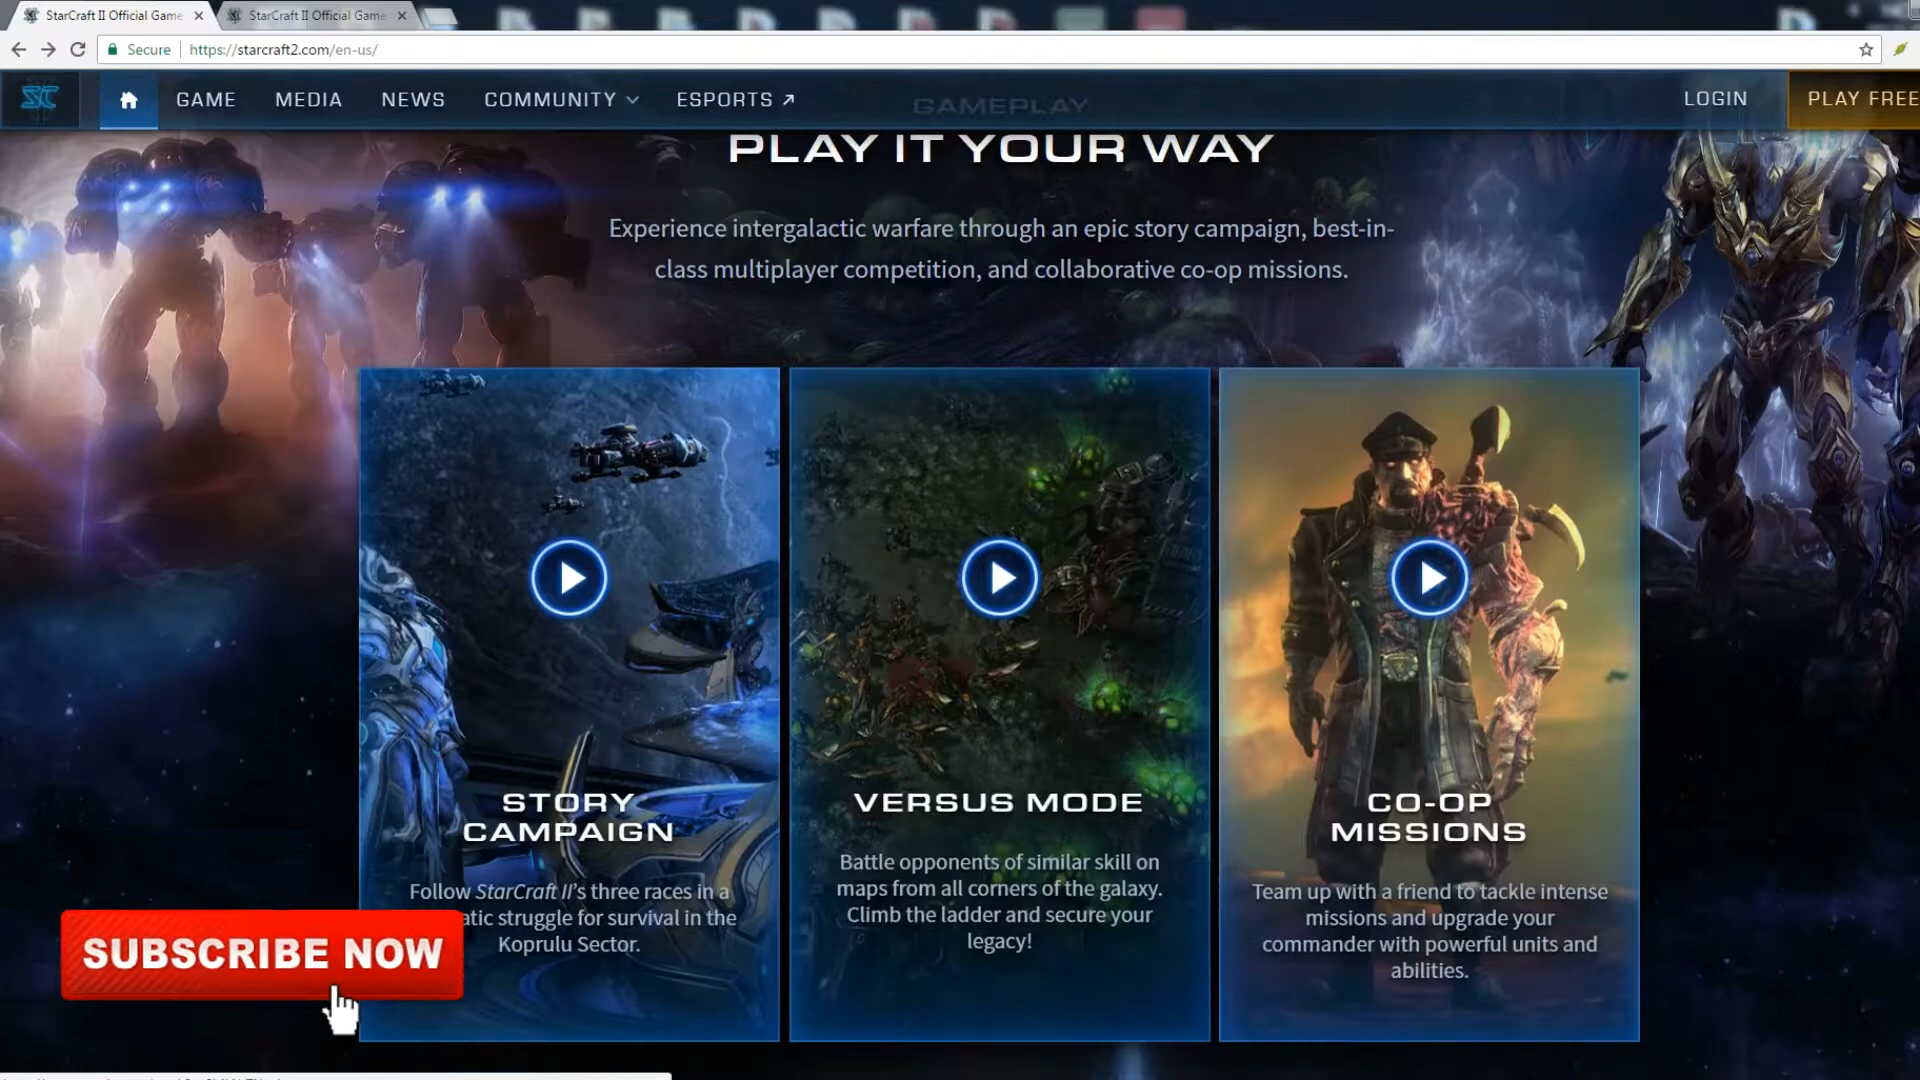 StarCraft II Official Game
StarCraft II Official Game
Secure
https://starcraft2.com/en-us/
GAME
MEDIA
NEWS
COMMUNITY
ESPORTS
GAMEPLAY
LOGIN
PLAY FREE
PLAY IT YOUR WAY
Experience intergalactic warfare through an epic story campaign, best-in-
class multiplayer competition, and collaborative co-op missions.
STORY
CAMPAIGN
Follow StarCraft II's three races in a
atic struggle for survival in the
Koprulu Sector.
VERSUS MODE
Battle opponents of similar skill on
maps from all corners of the galaxy.
Climb the ladder and secure your
legacy!
CO-OP
MISSIONS
Team up with a friend to tackle intense
missions and upgrade your
commander with powerful units and
abilities.
SUBSCRIBE NOW